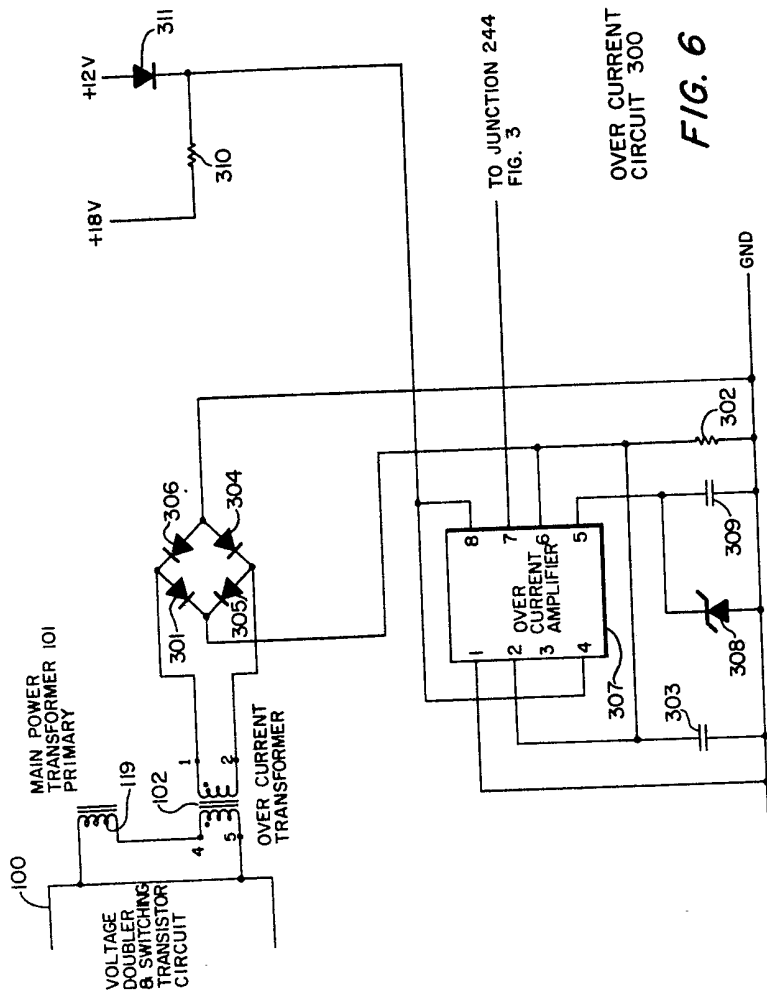 100
VOLTAGE
DOUBLER
& SWITCHING
TRANSISTOR
CIRCUIT
MAIN POWER
TRANSFORMER 101
PRIMARY
119
102
4
5
1
2
OVER CURRENT
TRANSFORMER
301
306
305
304
+18V
+12V
310
311
1
2
3
4
OVER
CURRENT
AMPLIFIER
8
7
6
5
307
TO JUNCTION 244
FIG. 3
303
308
309
302
GND
OVER CURRENT
CIRCUIT 300
FIG. 6